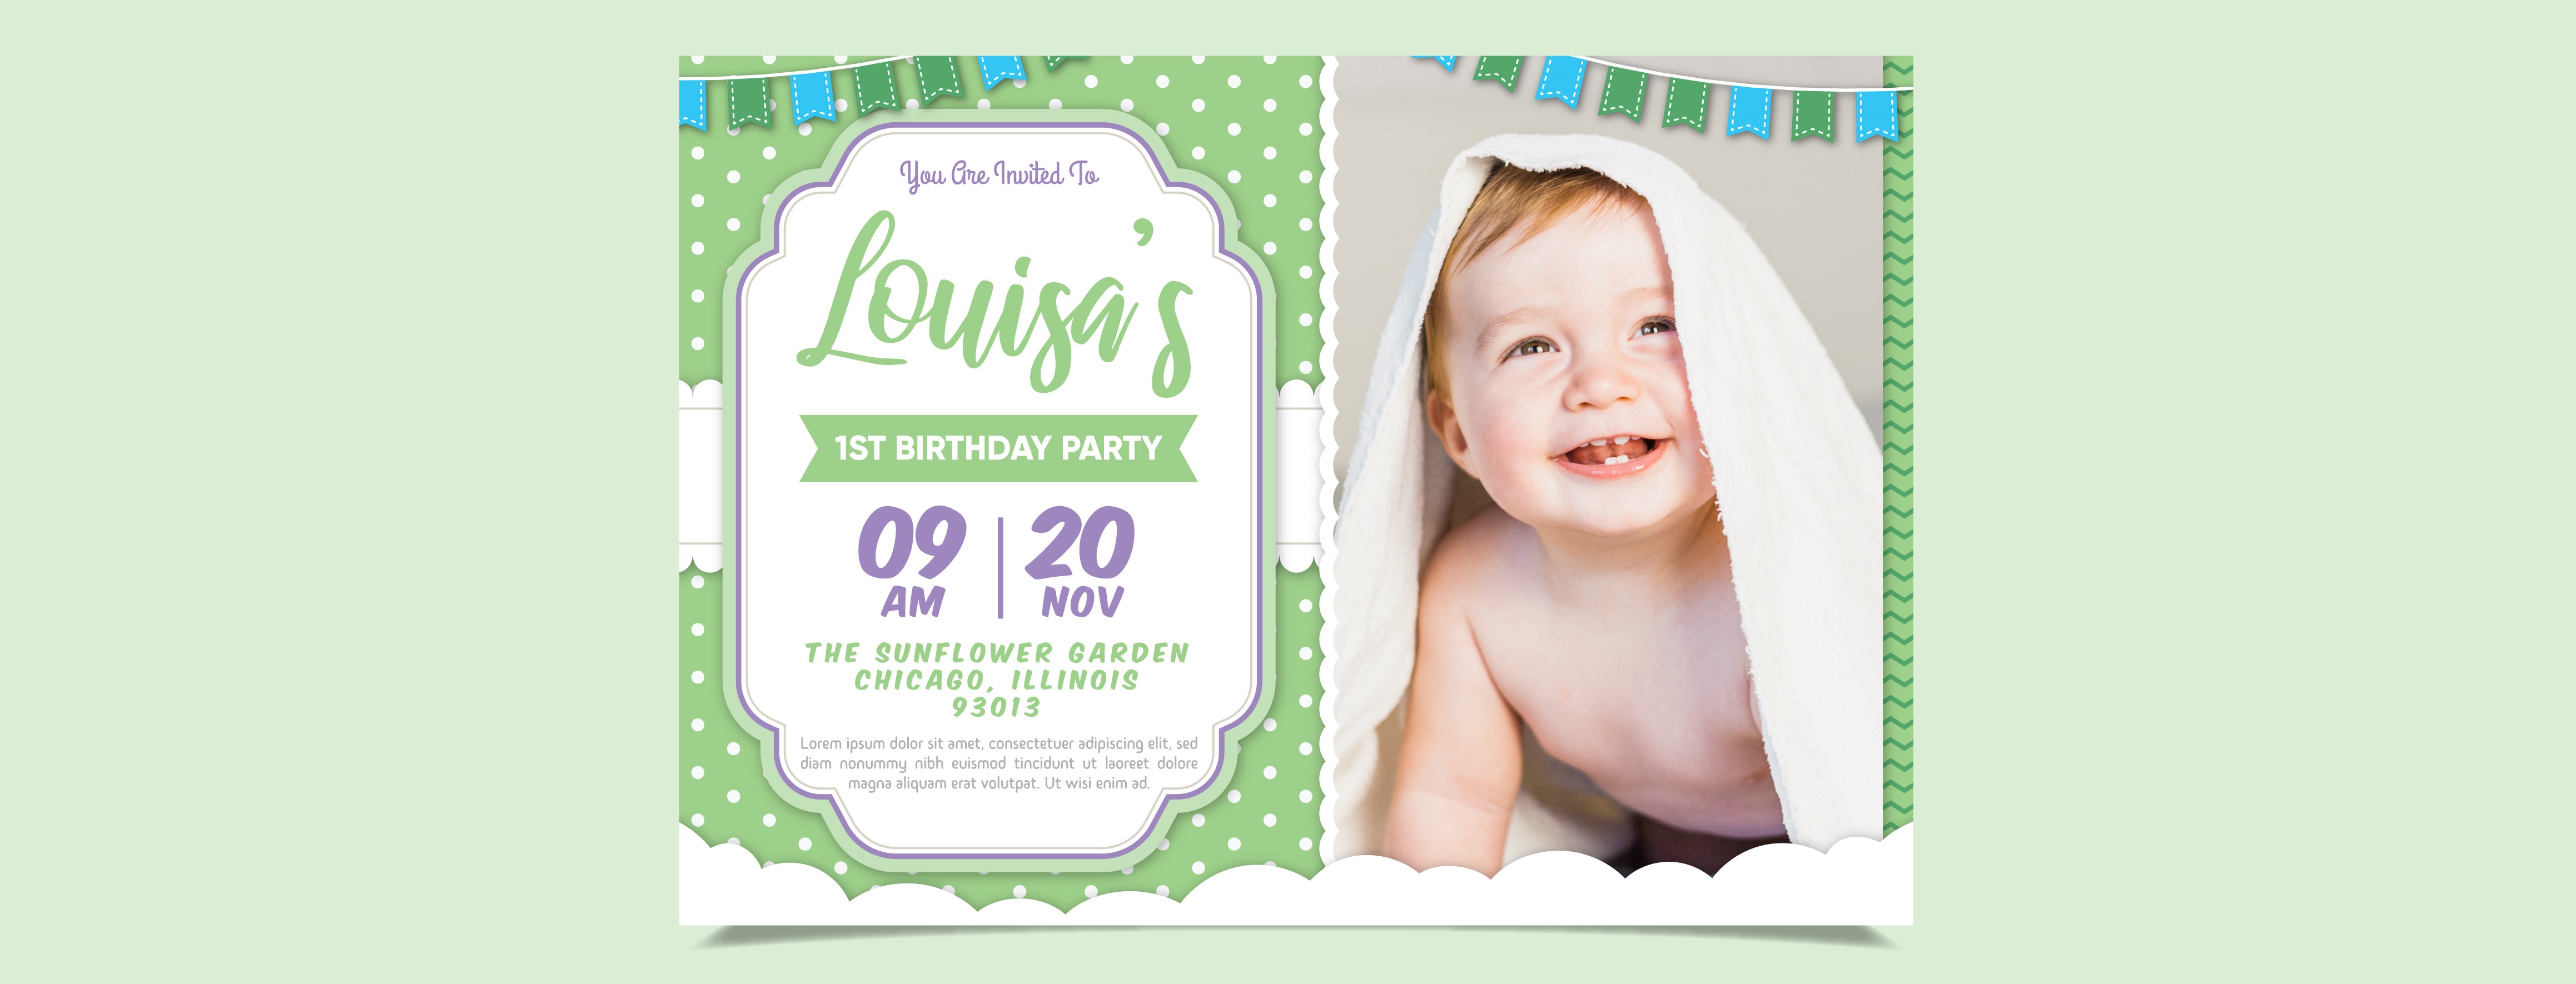 You Are Invited To
Louisa's
1ST BIRTHDAY PARTY
09 | 20
AM NOV
THE SUNFLOWER GARDEN
CHICAGO, ILLINOIS
93013
Lorem ipsum dolor sit amet, consectetuer adipiscing elit, sed
diam nonummy nibh euismod tincidunt ut laoreet dolore
magna aliquam erat volutpat. Ut wisi enim ad.